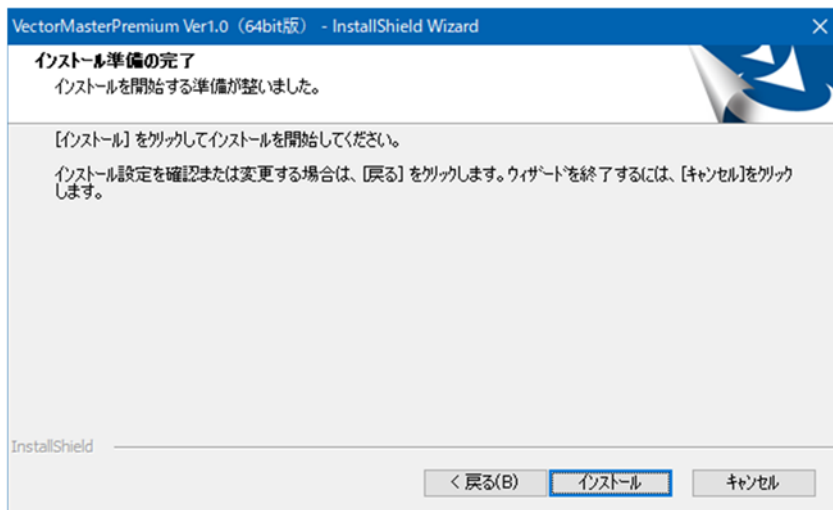 VectorMasterPremium Ver1.0（64bit版） - InstallShield Wizard
インストール準備の完了
インストールを開始する準備が整いました。
[インストール] をクリックしてインストールを開始してください。
インストール設定を確認または変更する場合は、[戻る] をクリックします。ウィザードを終了するには、[キャンセル]をクリック
します。
InstallShield
< 戻る(B)
インストール
キャンセル